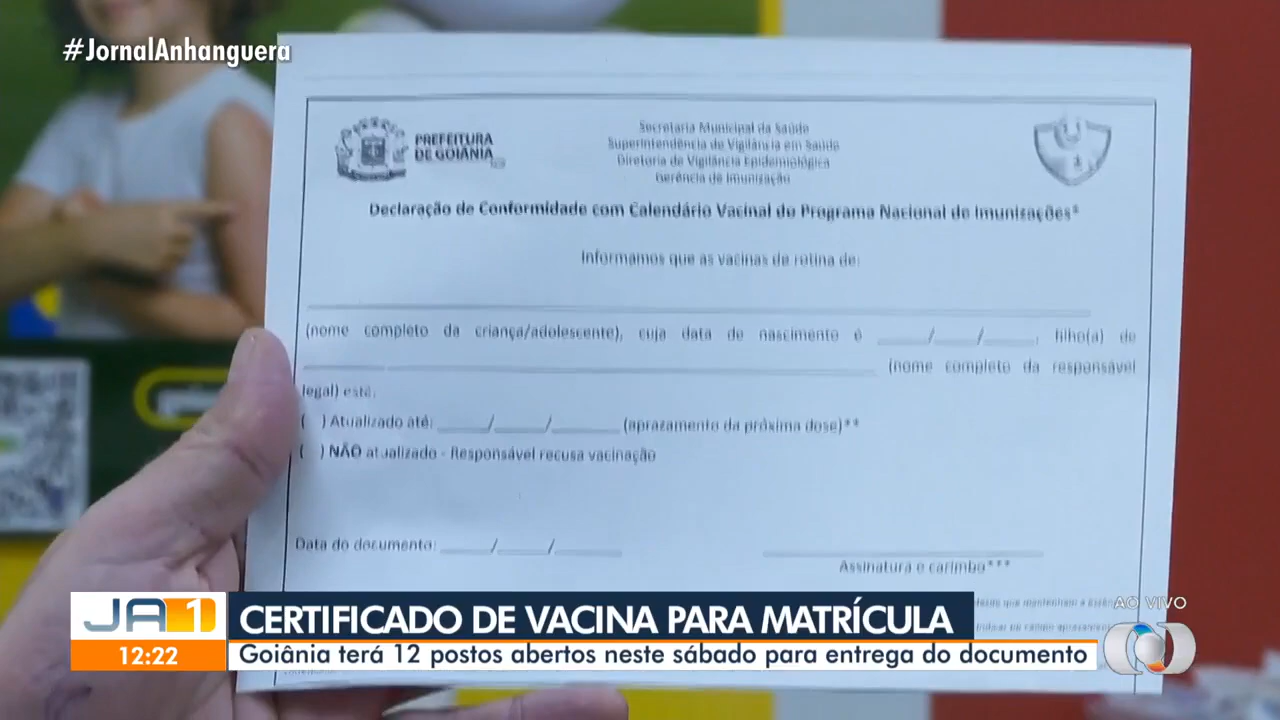 #JornalAnhanguera
PREFEITURA
DE GOIÂNIA
Secretaria Municipal da Saúde
Superintendência de Vigilância em Saúde
Diretoria de Vigilância Epidemiológica
Gerência de Imunização
Declaração de Conformidade com Calendário Vacinal do Programa Nacional de Imunizações*
Informamos que as vacinas de rotina de:
(nome completo da criança/adolescente), cuja data de nascimento é ____/____/____, filho(a) de
(nome completo da responsável
legal) está:
( ) Atualizado até: ____/____/____ (aprazamento da próxima dose)**
( ) NÃO atualizado - Responsável recusa vacinação
Data do documento: ____/____/____
Assinatura e carimbo***
AO VIVO
JA1
CERTIFICADO DE VACINA PARA MATRÍCULA
12:22
Goiânia terá 12 postos abertos neste sábado para entrega do documento